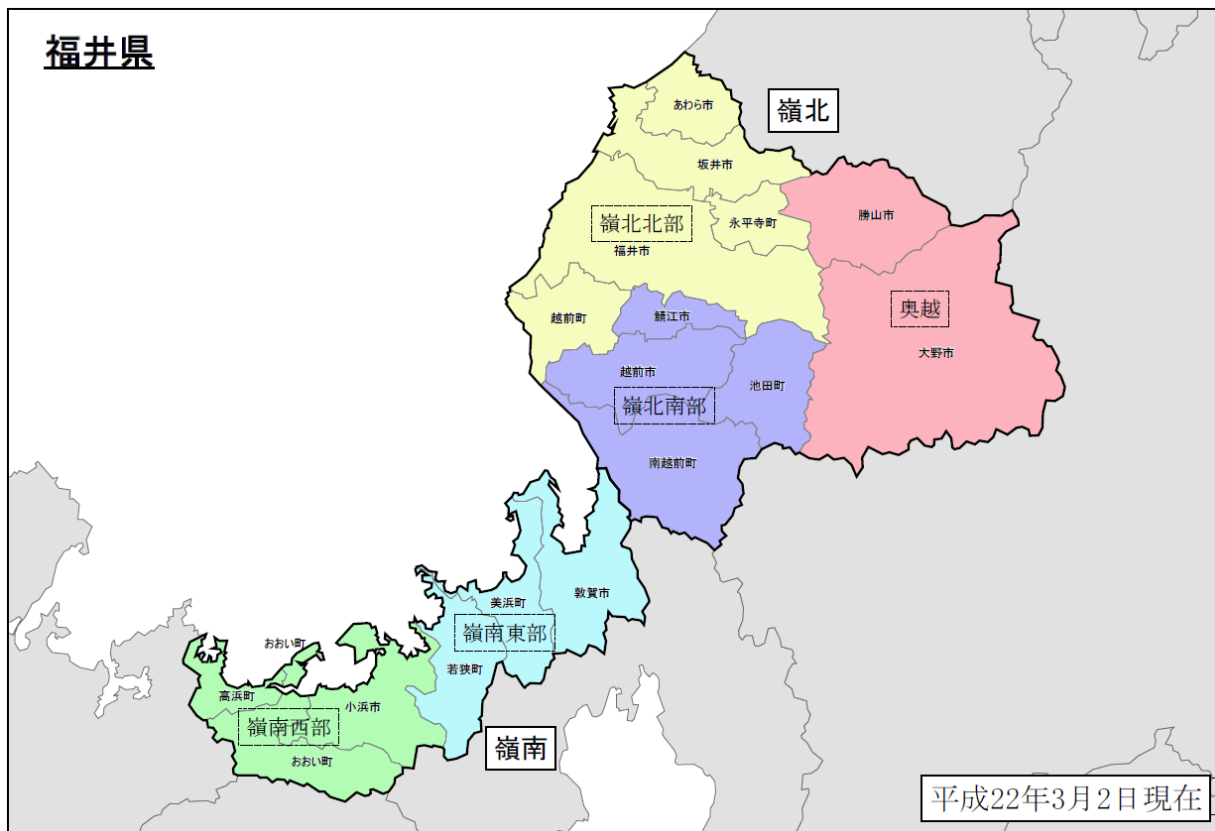 福井県
あわら市
嶺北
坂井市
勝山市
嶺北北部
永平寺町
福井市
奥越
越前町
鯖江市
大野市
越前市
池田町
嶺北南部
南越前町
敦賀市
美浜町
嶺南東部
おおい町
若狭町
高浜町
小浜市
嶺南西部
嶺南
おおい町
平成22年3月2日現在